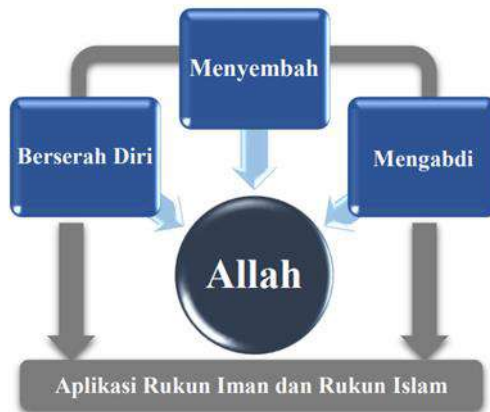 Menyembah
Berserah Diri
Mengabdi
Allah
Aplikasi Rukun Iman dan Rukun Islam